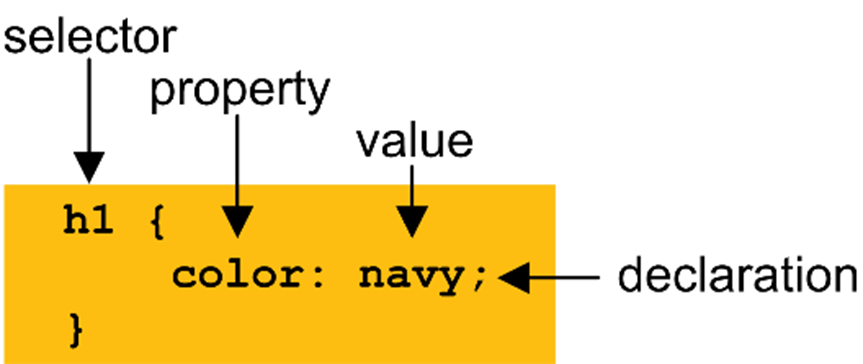 selector
property
value
h1 {
color: navy;
declaration
}